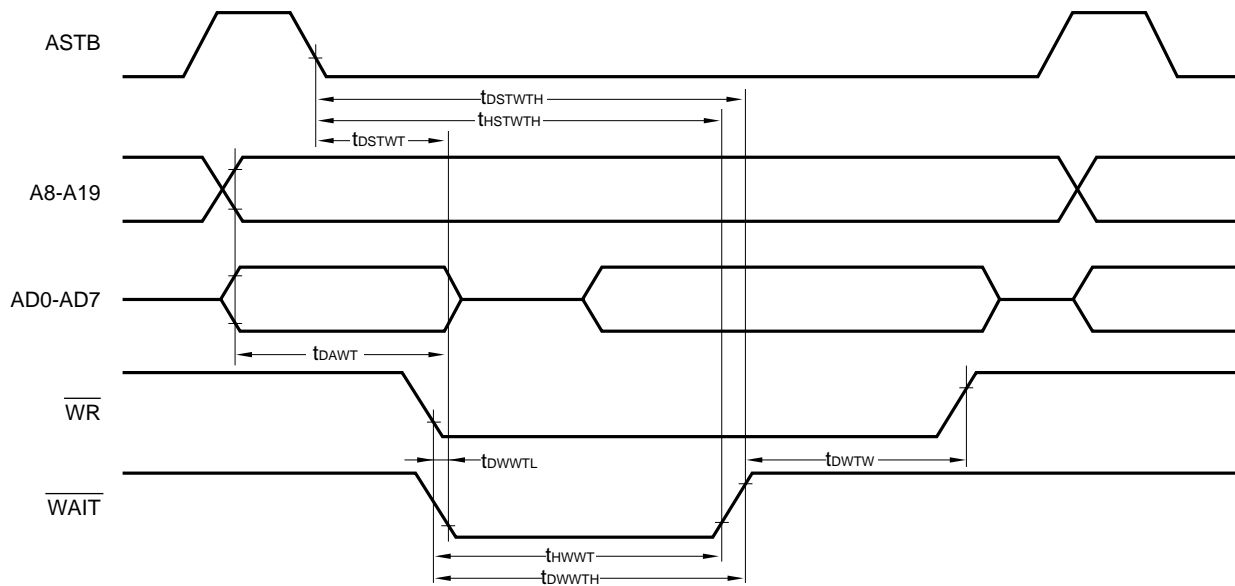 ASTB
tDSTWTH
tHSTWTH
tDSTWT
A8-A19
AD0-AD7
tDAWT
WR
tDWWTL
tDWTW
WAIT
tHWWT
tDWWTH